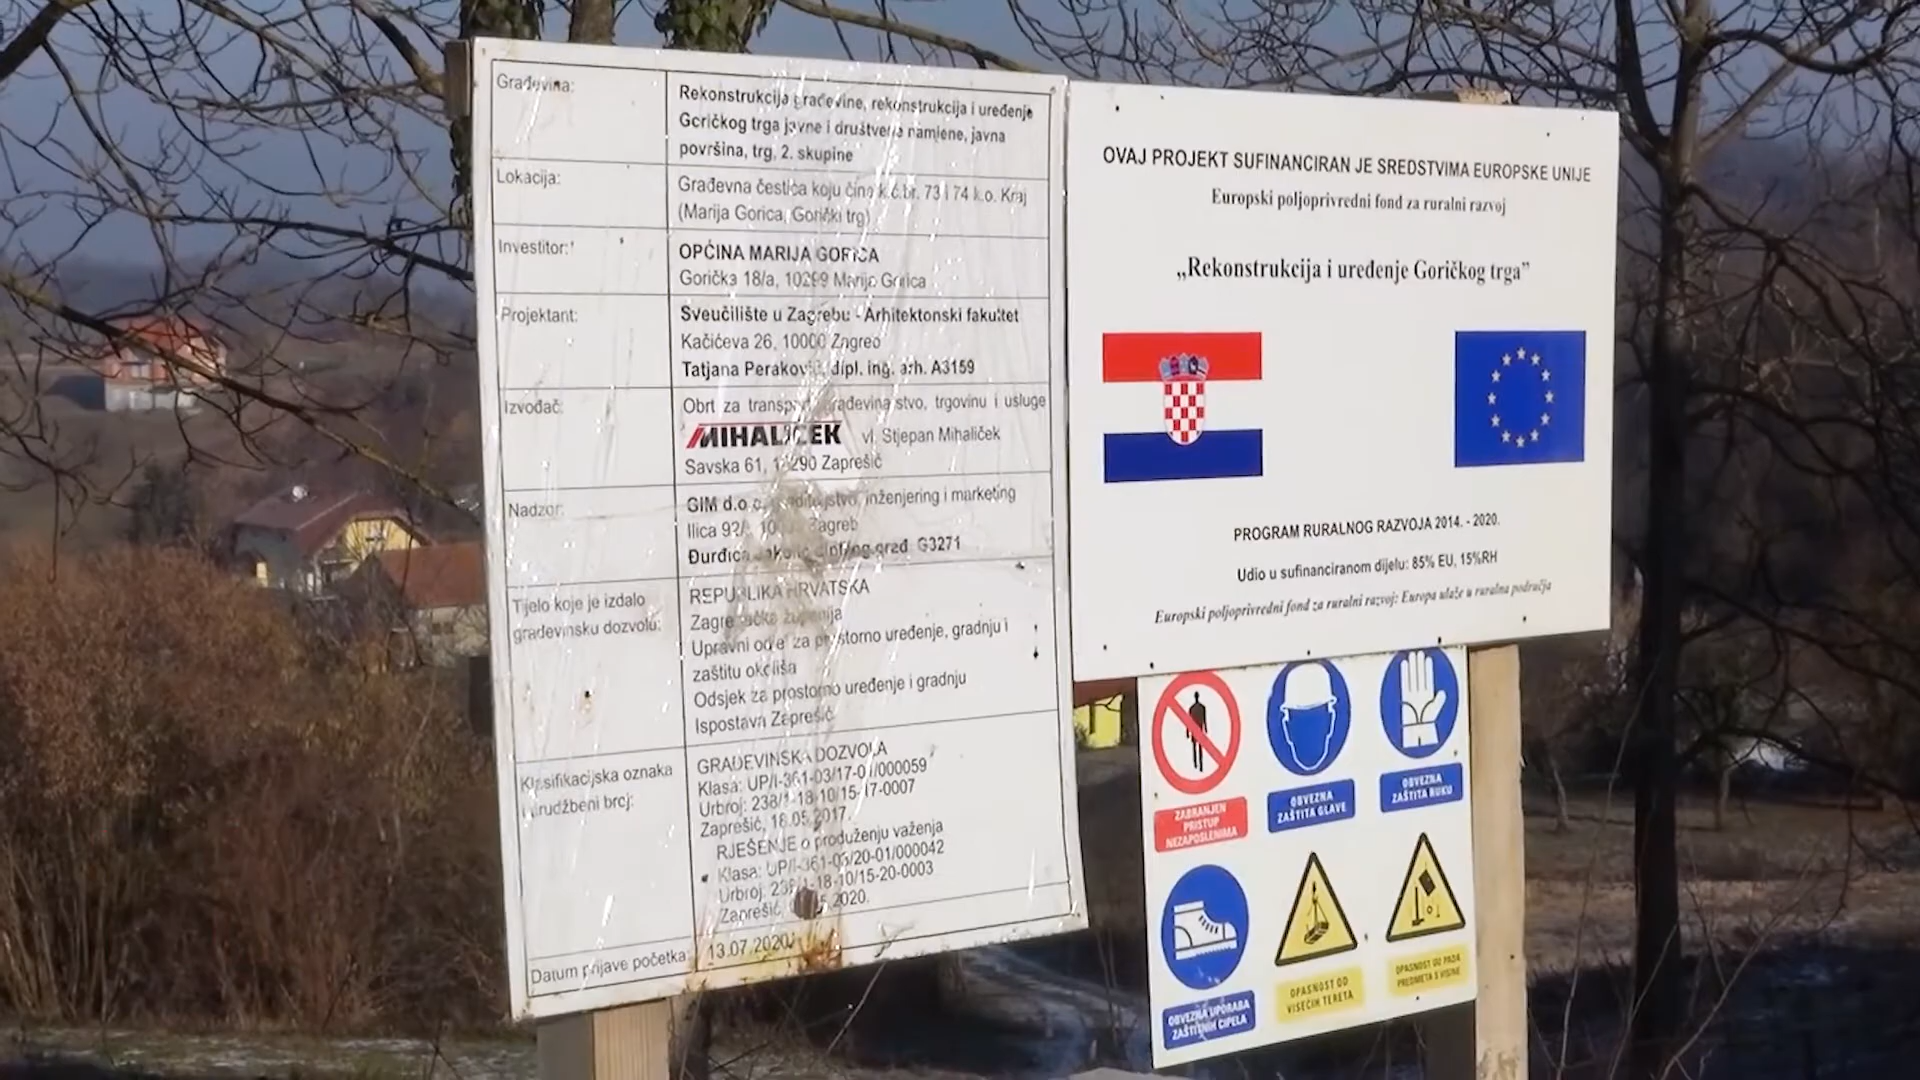 Građevina:
Rekonstrukcija građevine, rekonstrukcija i uređenje
Goričkog trga javne i društvene namjene, javna
površina, trg, 2. skupine
Lokacija:
Građevna čestica koju čine k.č.br. 73 i 74 k.o. Kraj
(Marija Gorica, Gorički trg)
Investitor:
OPĆINA MARIJA GORICA
Gorička 18/a, 10299 Marija Gorica
Projektant:
Sveučilište u Zagrebu - Arhitektonski fakultet
Kačićeva 26, 10000 Zagreb
Tatjana Peraković, dipl. ing. arh. A3159
Izvođač:
Obrt za transport, građevinarstvo, trgovinu i usluge
MIHALIČEK vl. Stjepan Mihaliček
Savska 61, 10290 Zaprešić
Nadzor:
GIM d.o.o. inženjering i marketing
Ilica 92/ Zagreb
Đurđica dipl.ing.građ. G3271
Tijelo koje je izdalo
građevinsku dozvolu:
REPUBLIKA HRVATSKA
Zagrebačka županija
Upravni odjel za prostorno uređenje, gradnju i
zaštitu okoliša
Odsjek za prostorno uređenje i gradnju
Ispostava Zaprešić
Klasifikacijska oznaka
i urudžbeni broj:
GRAĐEVINSKA DOZVOLA
Klasa: UP/I-361-03/17-01/000059
Urbroj: 238/1-18-10/15-17-0007
Zaprešić, 18.05.2017.
RJEŠENJE o produženju važenja
Klasa: UP/I-361-03/20-01/000042
Urbroj: 238/1-18-10/15-20-0003
Zaprešić, 2020.
Datum prijave početka:
13.07.2020.
OVAJ PROJEKT SUFINANCIRAN JE SREDSTVIMA EUROPSKE UNIJE
Europski poljoprivredni fond za ruralni razvoj
„Rekonstrukcija i uređenje Goričkog trga”
PROGRAM RURALNOG RAZVOJA 2014. - 2020.
Udio u sufinanciranom dijelu: 85% EU, 15%RH
Europski poljoprivredni fond za ruralni razvoj: Europa ulaže u ruralna područja
ZABRANJEN
PRISTUP
NEZAPOSLENIMA
OBVEZNA
ZAŠTITA GLAVE
OBVEZNA
ZAŠTITA RUKU
OBVEZNA UPORABA
ZAŠTITNIH CIPELA
OPASNOST OD
VISEĆIH TERETA
OPASNOST OD PADA
PREDMETA S VISINE